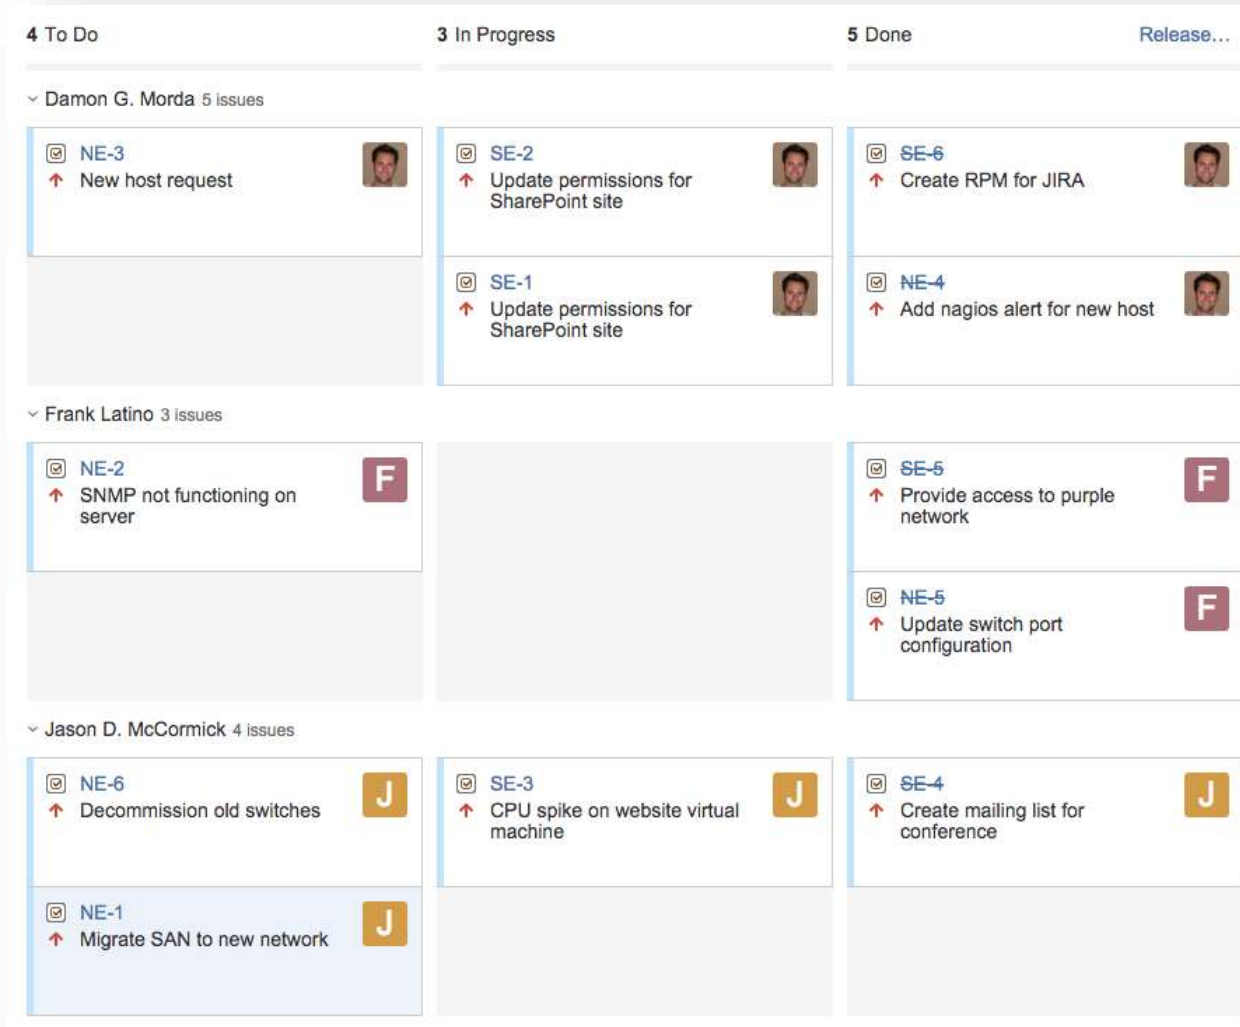 4 To Do
3 In Progress
5 Done
Release…
Damon G. Morda 5 issues
NE-3
New host request
SE-2
Update permissions for
SharePoint site
SE-6
Create RPM for JIRA
SE-1
Update permissions for
SharePoint site
NE-4
Add nagios alert for new host
Frank Latino 3 issues
NE-2
SNMP not functioning on
server
F
SE-5
Provide access to purple
network
F
NE-5
Update switch port
configuration
F
Jason D. McCormick 4 issues
NE-6
Decommission old switches
J
SE-3
CPU spike on website virtual
machine
J
SE-4
Create mailing list for
conference
J
NE-1
Migrate SAN to new network
J